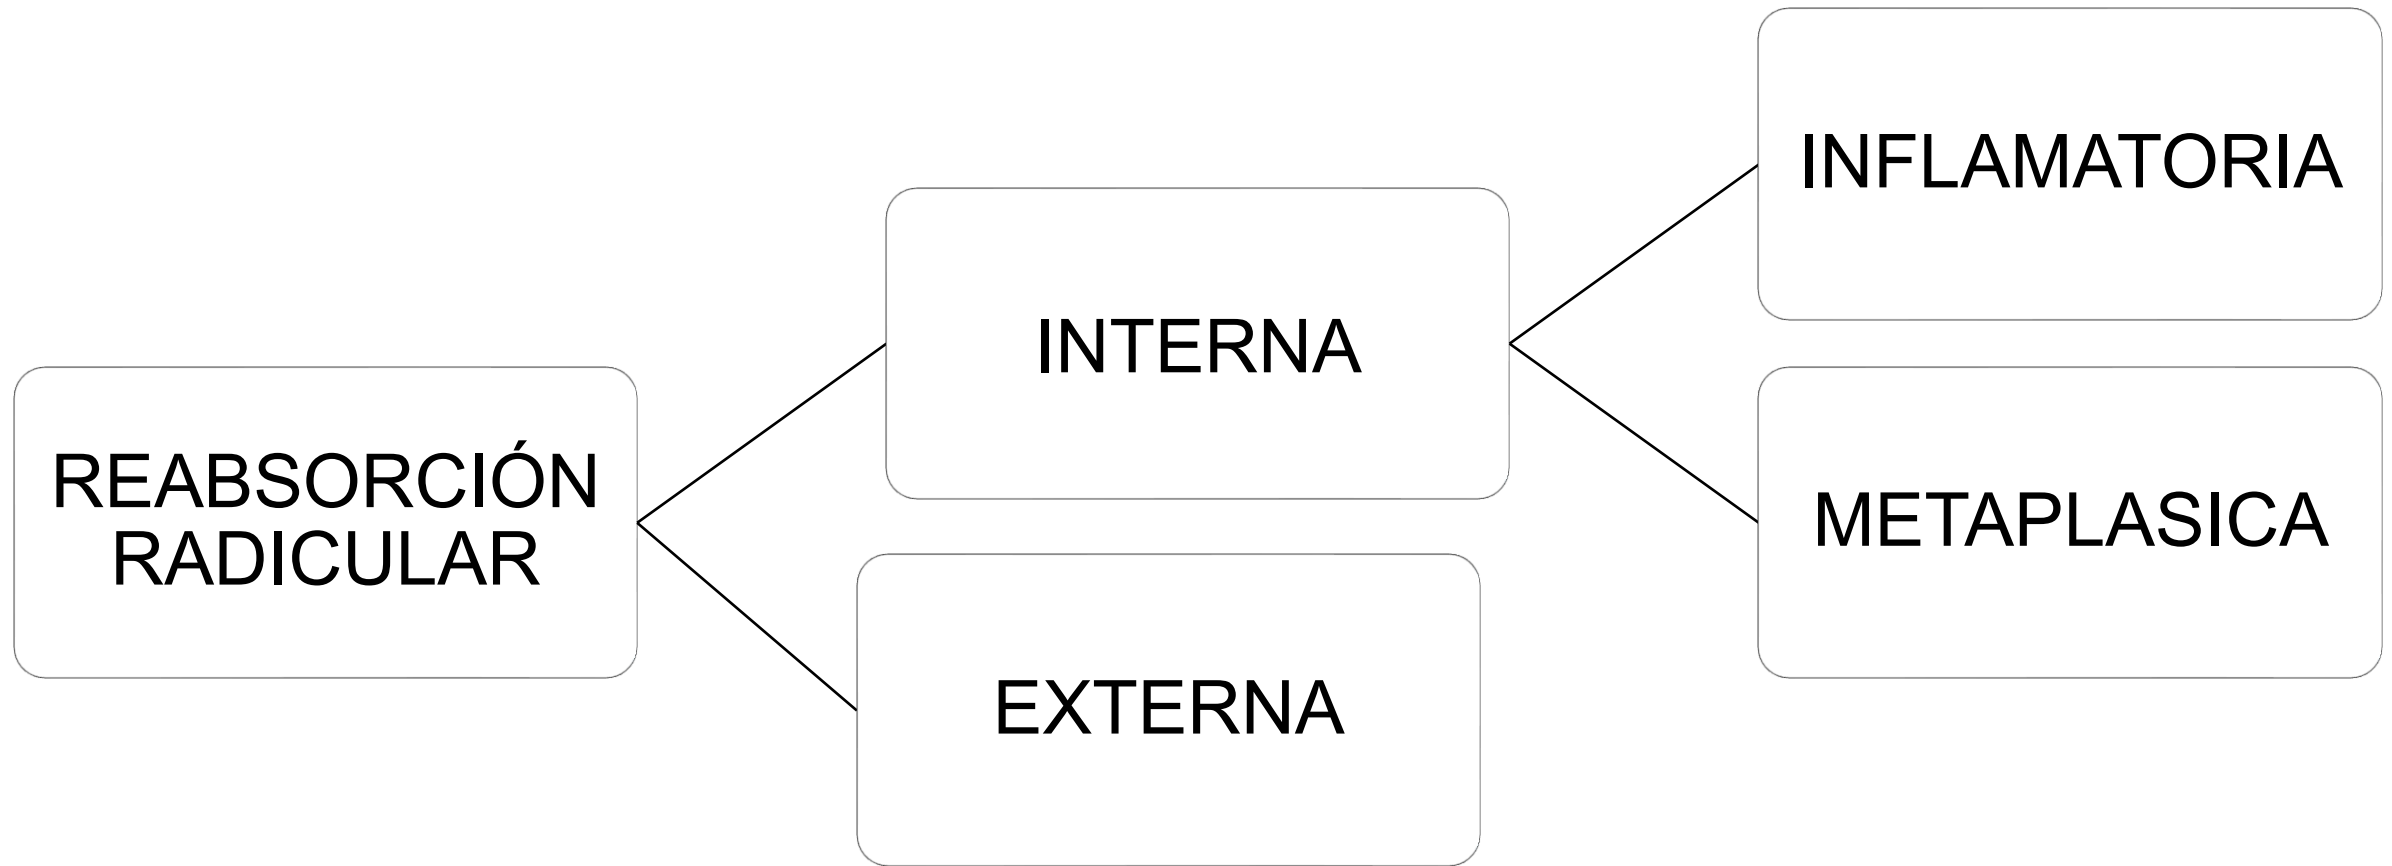 REABSORCIÓN
RADICULAR
INTERNA
EXTERNA
INFLAMATORIA
METAPLASICA